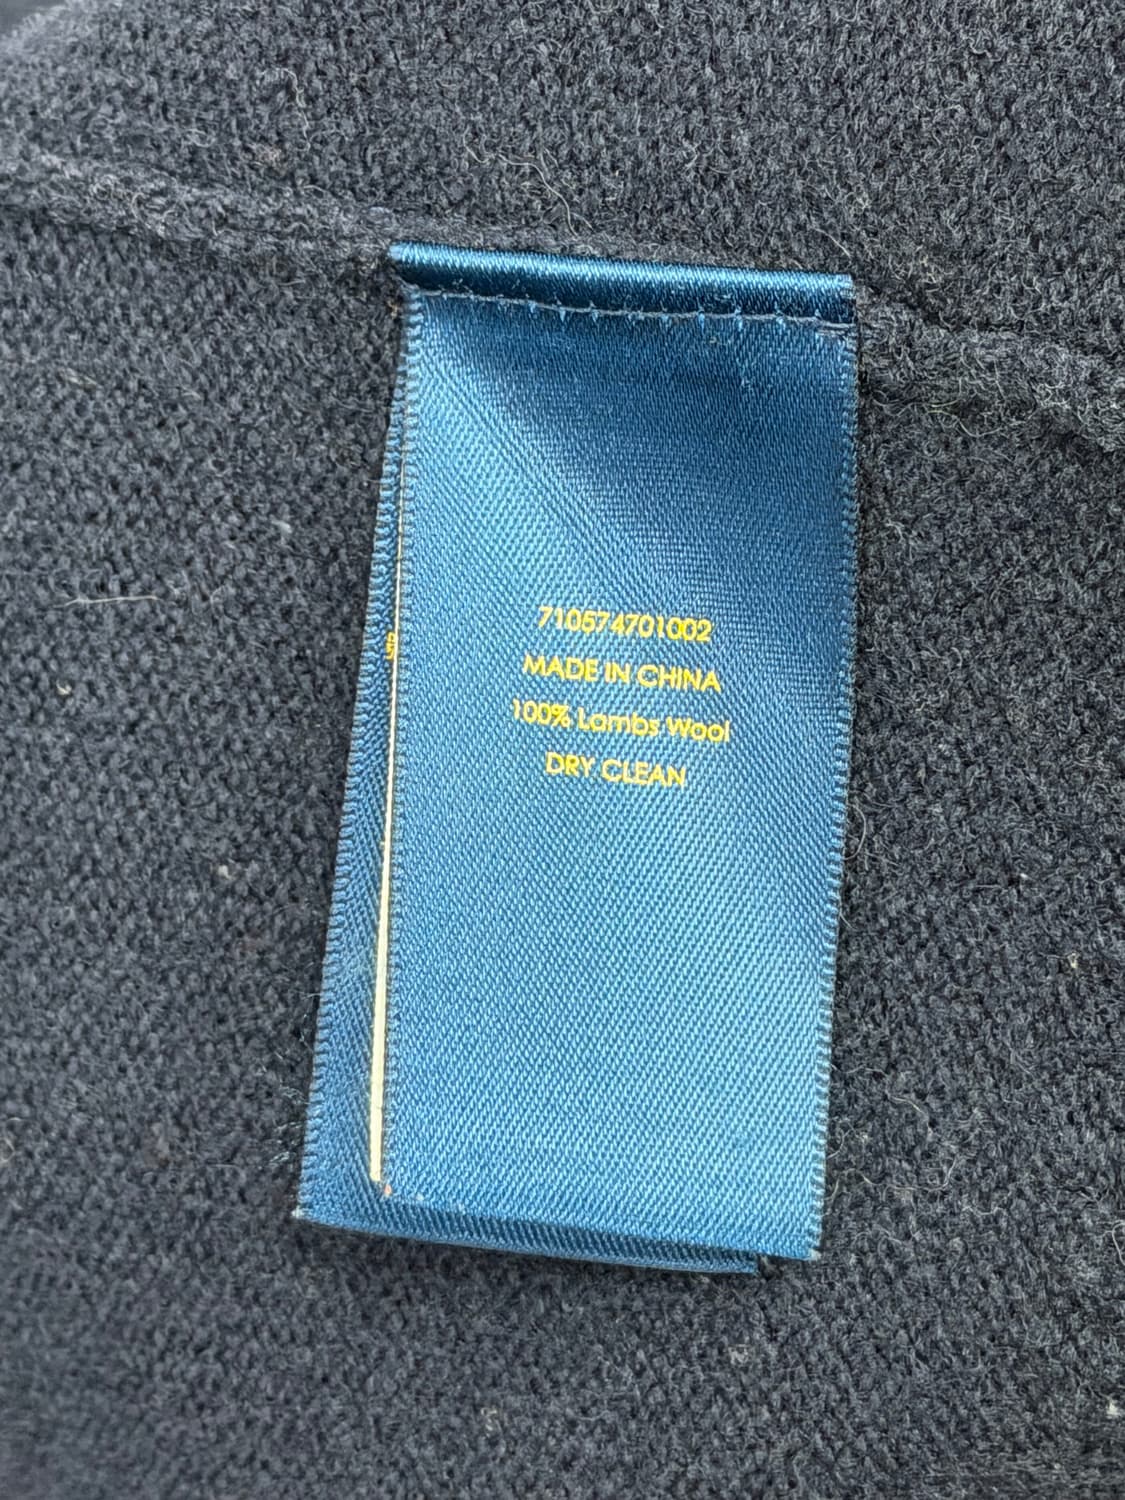 710574701002
MADE IN CHINA
100% Lambs Wool
DRY CLEAN